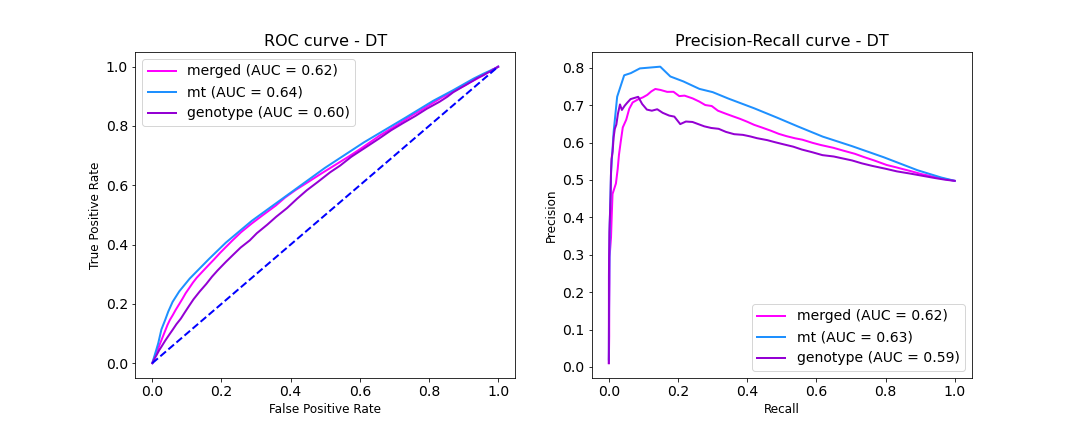 ROC curve - DT
True Positive Rate
1.0
0.8
0.6
0.4
0.2
0.0
merged (AUC = 0.62)
mt (AUC = 0.64)
genotype (AUC = 0.60)
0.0 0.2 0.4 0.6 0.8 1.0
False Positive Rate
Precision-Recall curve - DT
Precision
0.8
0.7
0.6
0.5
0.4
0.3
0.2
0.1
0.0
merged (AUC = 0.62)
mt (AUC = 0.63)
genotype (AUC = 0.59)
0.0 0.2 0.4 0.6 0.8 1.0
Recall